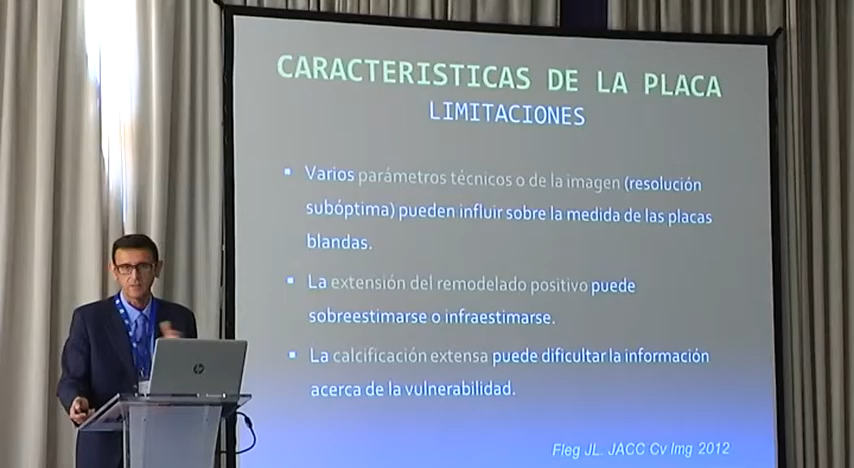 CARACTERISTICAS DE LA PLACA
LIMITACIONES
▪ Varios parámetros técnicos o de la imagen (resolución
subóptima) pueden influir sobre la medida de las placas
blandas.
▪ La extensión del remodelado positivo puede
sobreestimarse o infraestimarse.
▪ La calcificación extensa puede dificultar la información
acerca de la vulnerabilidad.
Fleg JL. JACC Cv Img 2012
hp